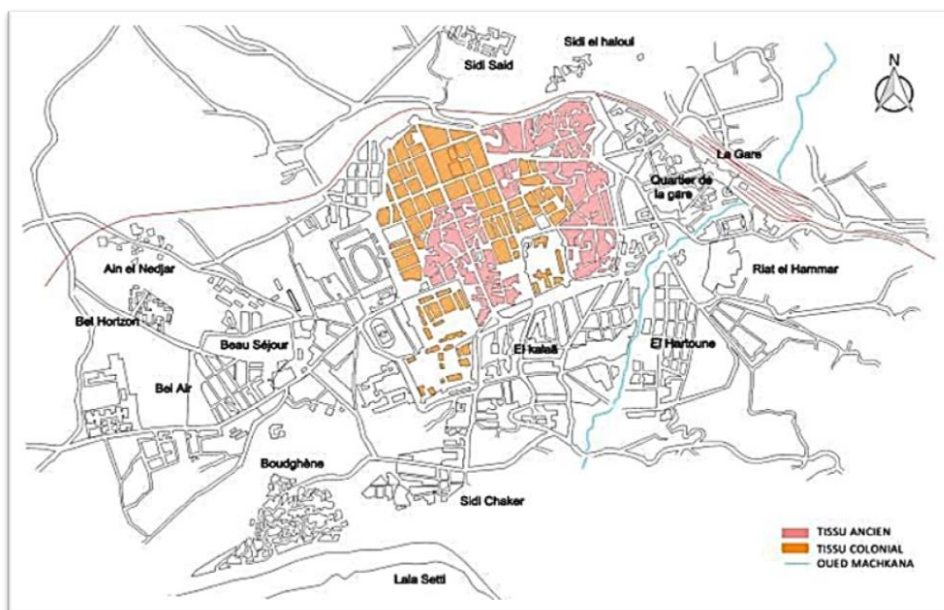 Sidi Said
Sidi el haloui
N
La Gare
Quartier de
la gare
Ain el Nedjar
Riat el Hammar
Bel Horizon
Beau Séjour
El kalaâ
El Hartoune
Bel Air
Boudghène
Sidi Chaker
TISSU ANCIEN
TISSU COLONIAL
OUED MACHKANA
Lala Setti